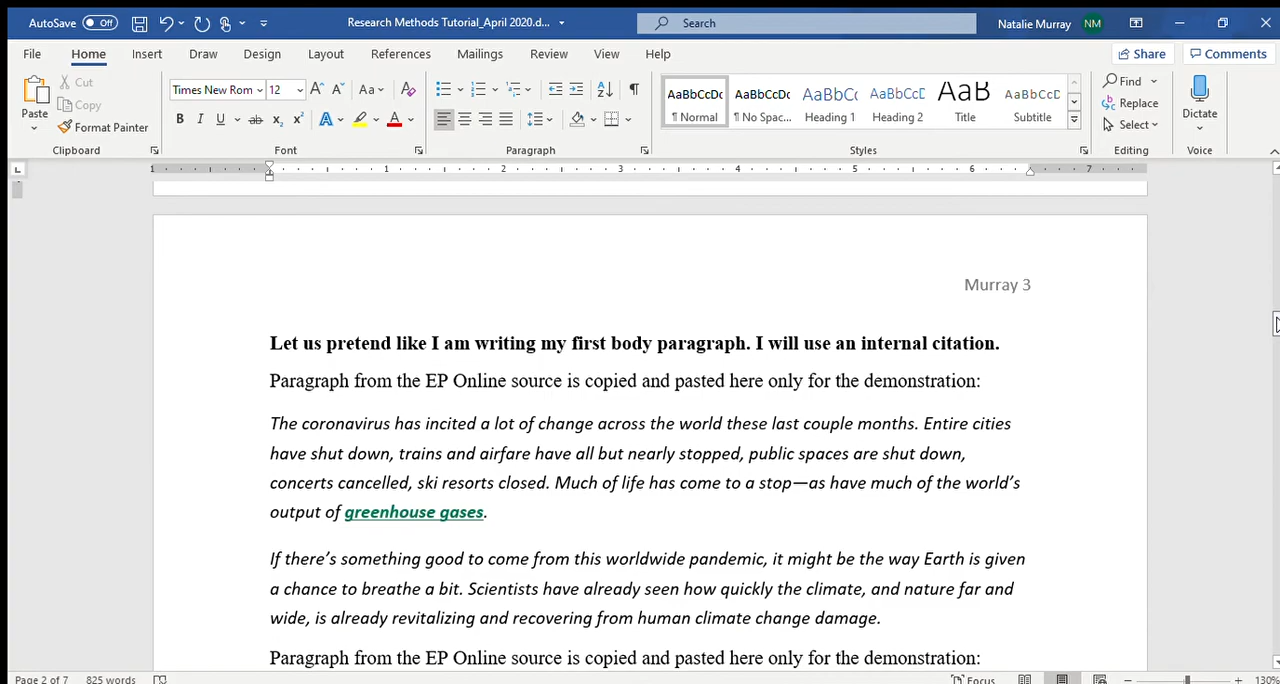 AutoSave Off Research Methods Tutorial_April 2020.d... Search Natalie Murray NM
File Home Insert Draw Design Layout References Mailings Review View Help Share Comments
Paste Cut Copy Format Painter
Clipboard
Times New Rom 12
Font
Paragraph
AaBbCcDc AaBbCcDc AaBbCc AaBbCcD AaB AaBbCcD
¶ Normal ¶ No Spac... Heading 1 Heading 2 Title Subtitle
Styles
Find
Replace
Select
Editing
Dictate
Voice
1 1 2 3 4 5 6 7
Murray 3
Let us pretend like I am writing my first body paragraph. I will use an internal citation.
Paragraph from the EP Online source is copied and pasted here only for the demonstration:
The coronavirus has incited a lot of change across the world these last couple months. Entire cities
have shut down, trains and airfare have all but nearly stopped, public spaces are shut down,
concerts cancelled, ski resorts closed. Much of life has come to a stop—as have much of the world’s
output of greenhouse gases.
If there’s something good to come from this worldwide pandemic, it might be the way Earth is given
a chance to breathe a bit. Scientists have already seen how quickly the climate, and nature far and
wide, is already revitalizing and recovering from human climate change damage.
Paragraph from the EP Online source is copied and pasted here only for the demonstration:
Page 2 of 7 825 words Focus 130%